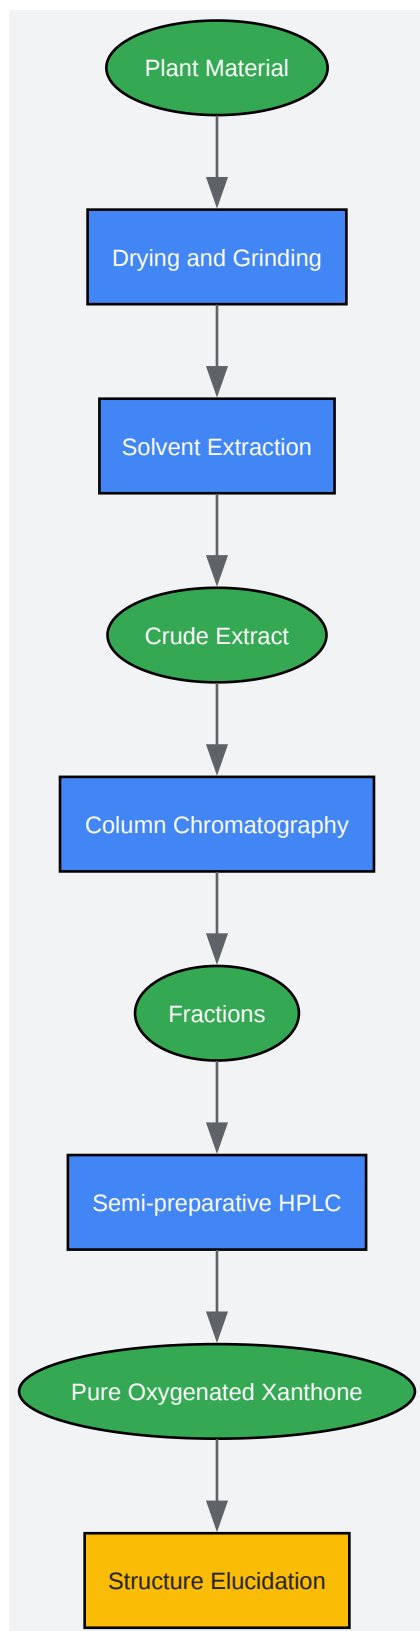 Plant Material
Drying and Grinding
Solvent Extraction
Crude Extract
Column Chromatography
Fractions
Semi-preparative HPLC
Pure Oxygenated Xanthone
Structure Elucidation